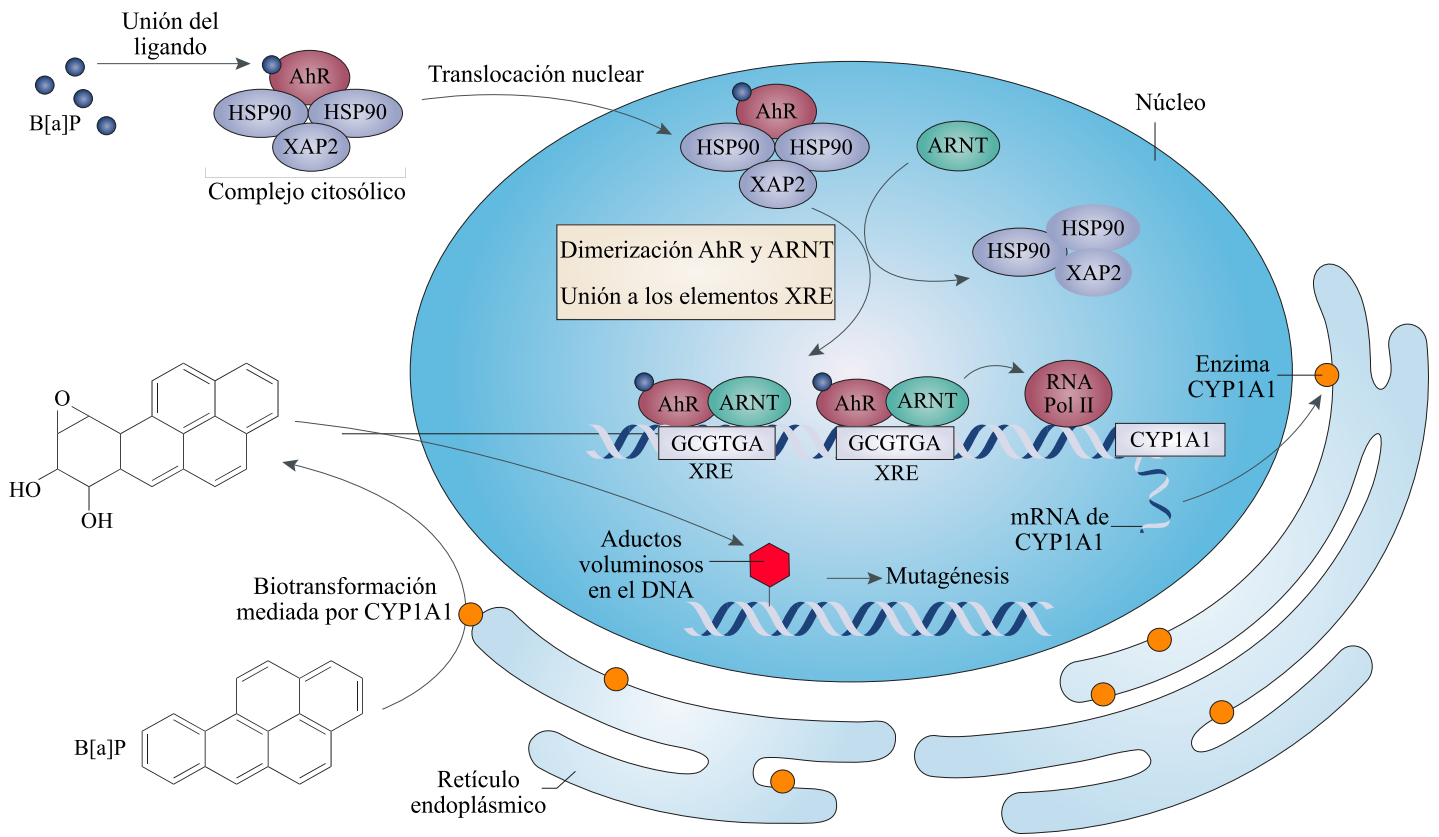 Unión del
ligando
B[a]P
AhR
HSP90
HSP90
XAP2
Complejo citosólico
Translocación nuclear
AhR
HSP90
HSP90
XAP2
ARNT
Núcleo
HSP90
HSP90
XAP2
Dimerización AhR y ARNT
Unión a los elementos XRE
AhR
ARNT
GCGTGA
XRE
AhR
ARNT
GCGTGA
XRE
RNA
Pol II
CYP1A1
Enzima
CYP1A1
mRNA de
CYP1A1
O
HO
OH
Aductos
voluminosos
en el DNA
Mutagénesis
Biotransformación
mediada por CYP1A1
B[a]P
Retículo
endoplásmico